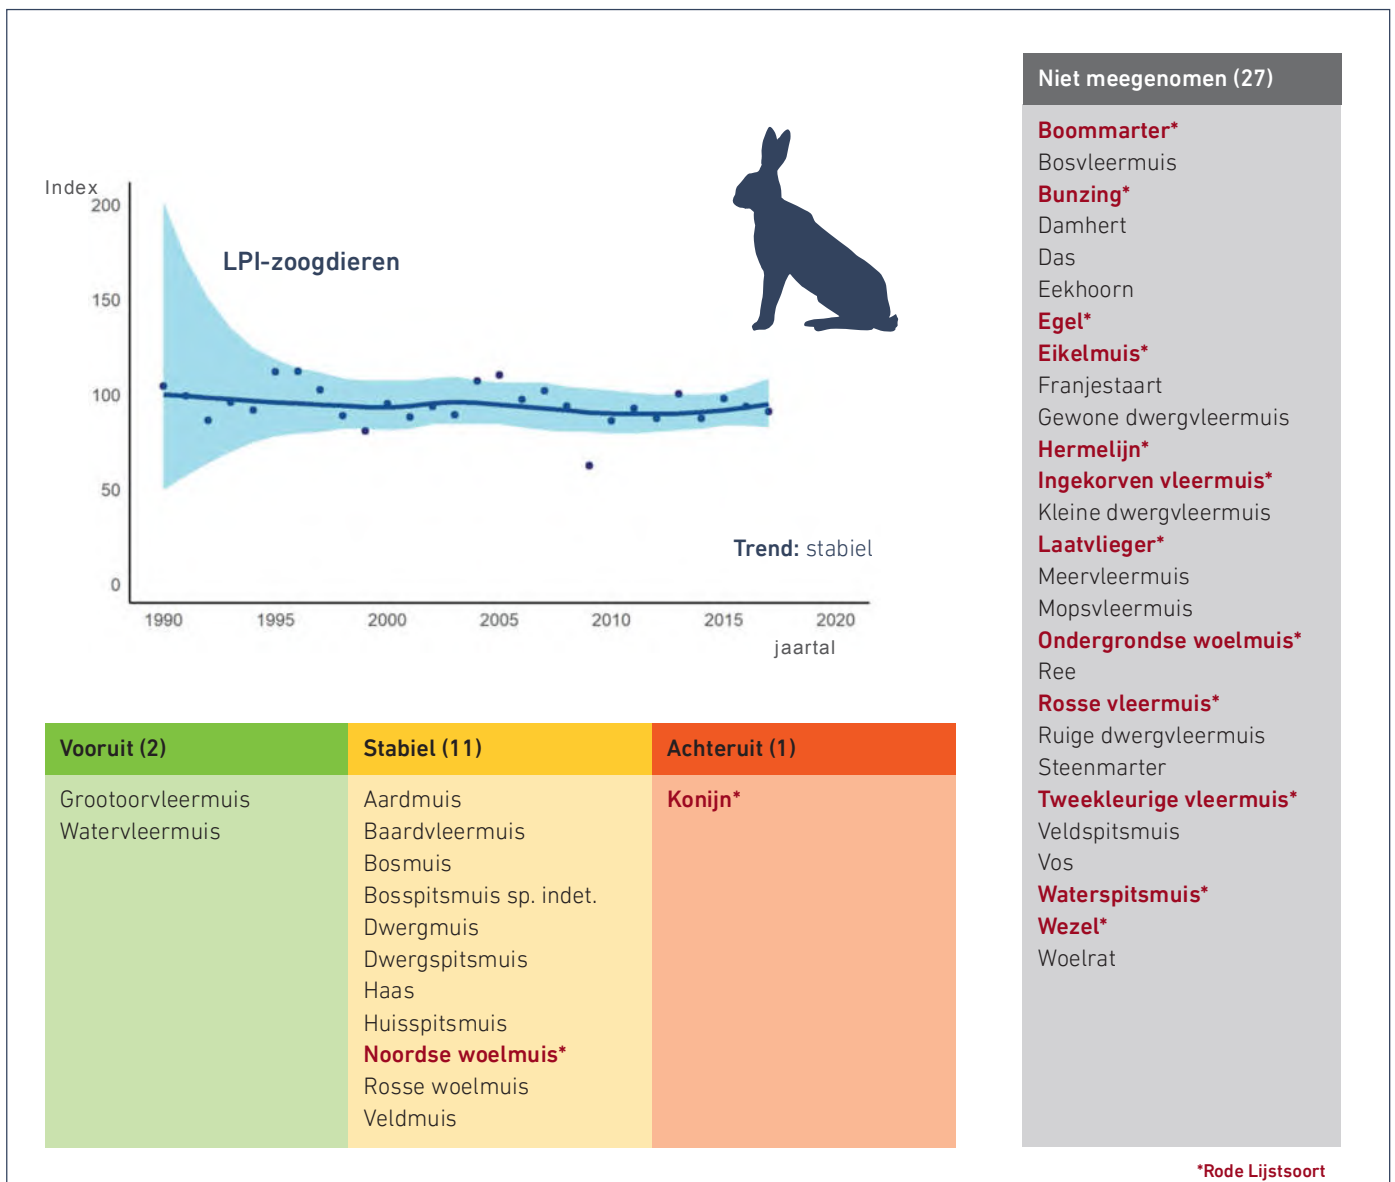 Index
200
150
100
50
0
LPI-zoogdieren
Trend: stabiel
1990 1995 2000 2005 2010 2015 2020
jaartal
Vooruit (2)
Grootoorvleermuis
Watervleermuis
Stabiel (11)
Aardmuis
Baardvleermuis
Bosmuis
Bosspitsmuis sp. indet.
Dwergmuis
Dwergspitsmuis
Haas
Huisspitsmuis
Noordse woelmuis*
Rosse woelmuis
Veldmuis
Achteruit (1)
Konijn*
Niet meegenomen (27)
Boommarter*
Bosvleermuis
Bunzing*
Damhert
Das
Eekhoorn
Egel*
Eikelmuis*
Franjestaart
Gewone dwergvleermuis
Hermelijn*
Ingekorven vleermuis*
Kleine dwergvleermuis
Laatvlieger*
Meervleermuis
Mopsvleermuis
Ondergrondse woelmuis*
Ree
Rosse vleermuis*
Ruige dwergvleermuis
Steenmarter
Tweekleurige vleermuis*
Veldspitsmuis
Vos
Waterspitsmuis*
Wezel*
Woelrat
*Rode Lijstsoort